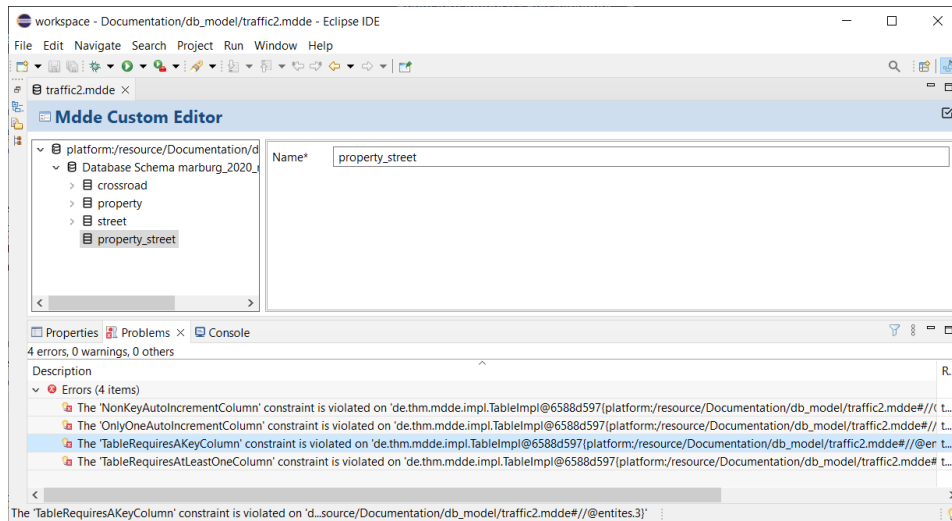 workspace - Documentation/db_model/traffic2.mdde - Eclipse IDE
File Edit Navigate Search Project Run Window Help
traffic2.mdde
Mdde Custom Editor
platform:/resource/Documentation/d
Database Schema marburg_2020_
crossroad
property
street
property_street
Name*
property_street
Properties Problems Console
4 errors, 0 warnings, 0 others
Description R.
Errors (4 items)
The 'NonKeyAutoIncrementColumn' constraint is violated on 'de.thm.mdde.impl.TableImpl@6588d597{platform:/resource/Documentation/db_model/traffic2.mdde#//( t...
The 'OnlyOneAutoIncrementColumn' constraint is violated on 'de.thm.mdde.impl.TableImpl@6588d597{platform:/resource/Documentation/db_model/traffic2.mdde#// t...
The 'TableRequiresAKeyColumn' constraint is violated on 'de.thm.mdde.impl.TableImpl@6588d597{platform:/resource/Documentation/db_model/traffic2.mdde#//@en t...
The 'TableRequiresAtLeastOneColumn' constraint is violated on 'de.thm.mdde.impl.TableImpl@6588d597{platform:/resource/Documentation/db_model/traffic2.mdde# t...
The 'TableRequiresAKeyColumn' constraint is violated on 'd...source/Documentation/db_model/traffic2.mdde#//@entites.3}'